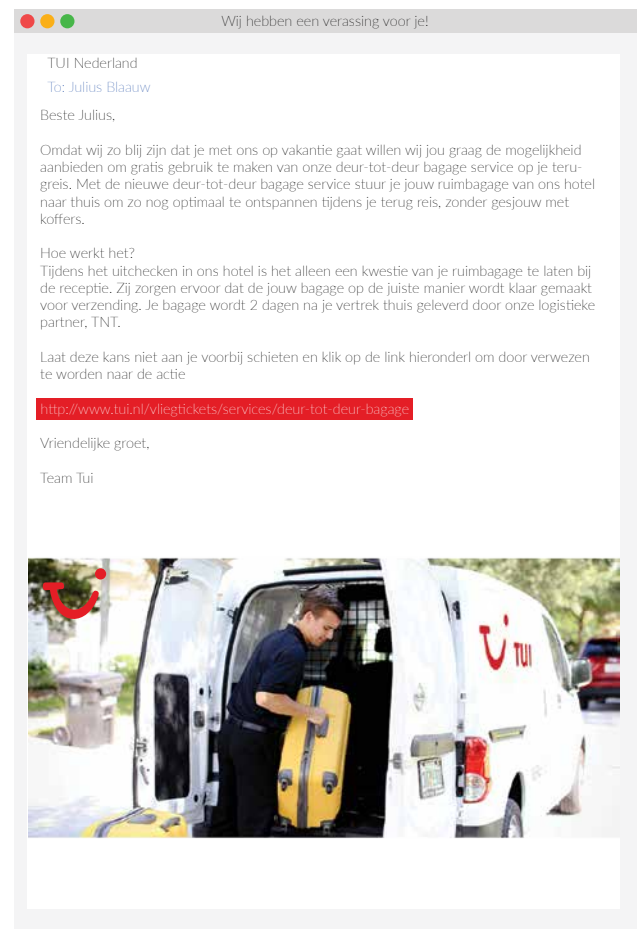 Wij hebben een verassing voor je!
TUI Nederland
To: Julius Blaauw
Beste Julius,
Omdat wij zo blij zijn dat je met ons op vakantie gaat willen wij jou graag de mogelijkheid
aanbieden om gratis gebruik te maken van onze deur-tot-deur bagage service op je teru-
greis. Met de nieuwe deur-tot-deur bagage service stuur je jouw ruimbagage van ons hotel
naar thuis om zo nog optimaal te ontspannen tijdens je terug reis, zonder gesjouw met
koffers.
Hoe werkt het?
Tijdens het uitchecken in ons hotel is het alleen een kwestie van je ruimbagage te laten bij
de receptie. Zij zorgen ervoor dat de jouw bagage op de juiste manier wordt klaar gemaakt
voor verzending. Je bagage wordt 2 dagen na je vertrek thuis geleverd door onze logistieke
partner, TNT.
Laat deze kans niet aan je voorbij schieten en klik op de link hieronderl om door verwezen
te worden naar de actie
http://www.tui.nl/vliegtickets/services/deur-tot-deur-bagage
Vriendelijke groet,
Team Tui
TUI